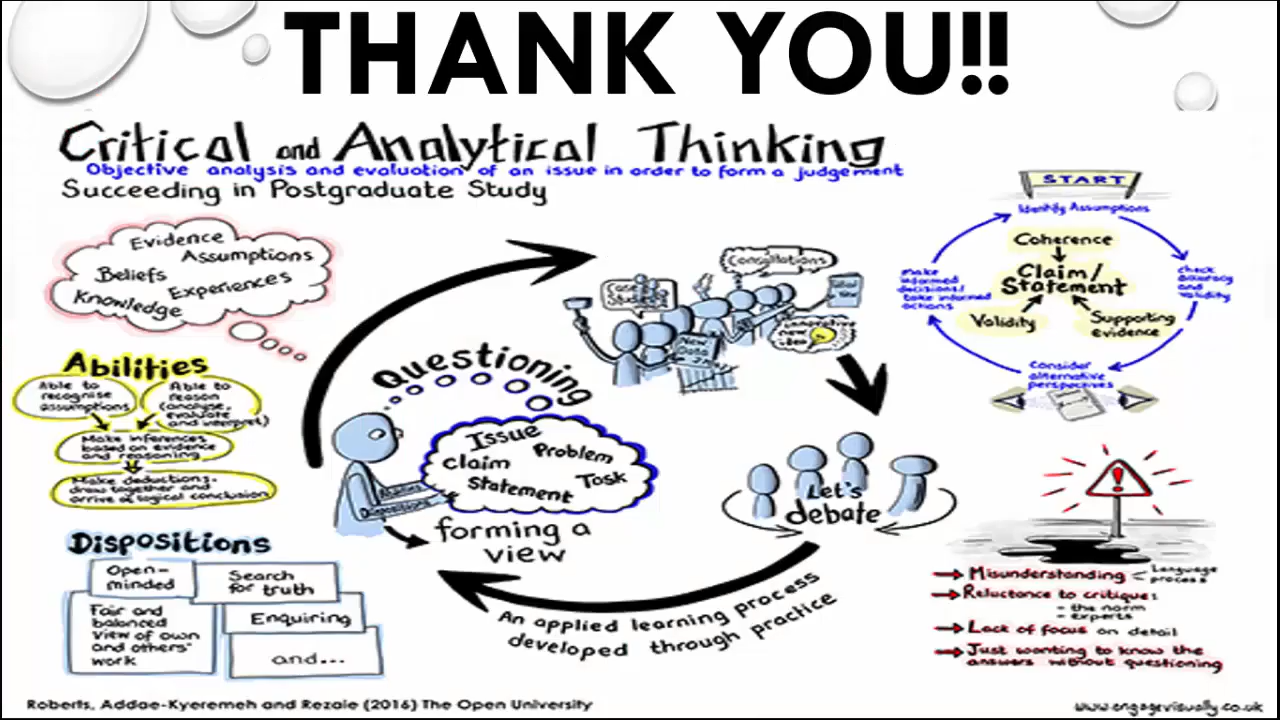 THANK YOU!!
Critical and Analytical Thinking
Objective analysis and evaluation of an issue in order to form a judgement
Succeeding in Postgraduate Study
Evidence
Assumptions
Beliefs
Experiences
Knowledge
Abilities
Able to
recognise
assumptions
Able to
reason
(analyse,
evaluate
and interpret)
Make inferences
based on evidence
and reasoning
Make deductions,
draw together and
arrive at logical conclusion
Dispositions
Open-
minded
Search
for truth
Fair and
balanced
view of own
and others'
work
Enquiring
and...
Questioning
Issue
Problem
claim
Statement
Task
Abilities
Dispositions
forming a
view
Case
Studies
Consultations
New
Data
innovative
new
idea
Let's
debate
An applied learning process
developed through practice
START
Identify Assumptions
check
accuracy
and
validity
Consider
alternative
perspectives
make
informed
decisions/
take informed
actions
Coherence
Claim/
Statement
Validity
Supporting
evidence
!
Misunderstanding
Language
process
Reluctance to critique:
- the norm
- experts
Lack of focus on detail
Just wanting to know the
answers without questioning
Roberts, Addae-Kyeremeh and Rezaie (2016) The Open University
www.engagevisually.co.uk